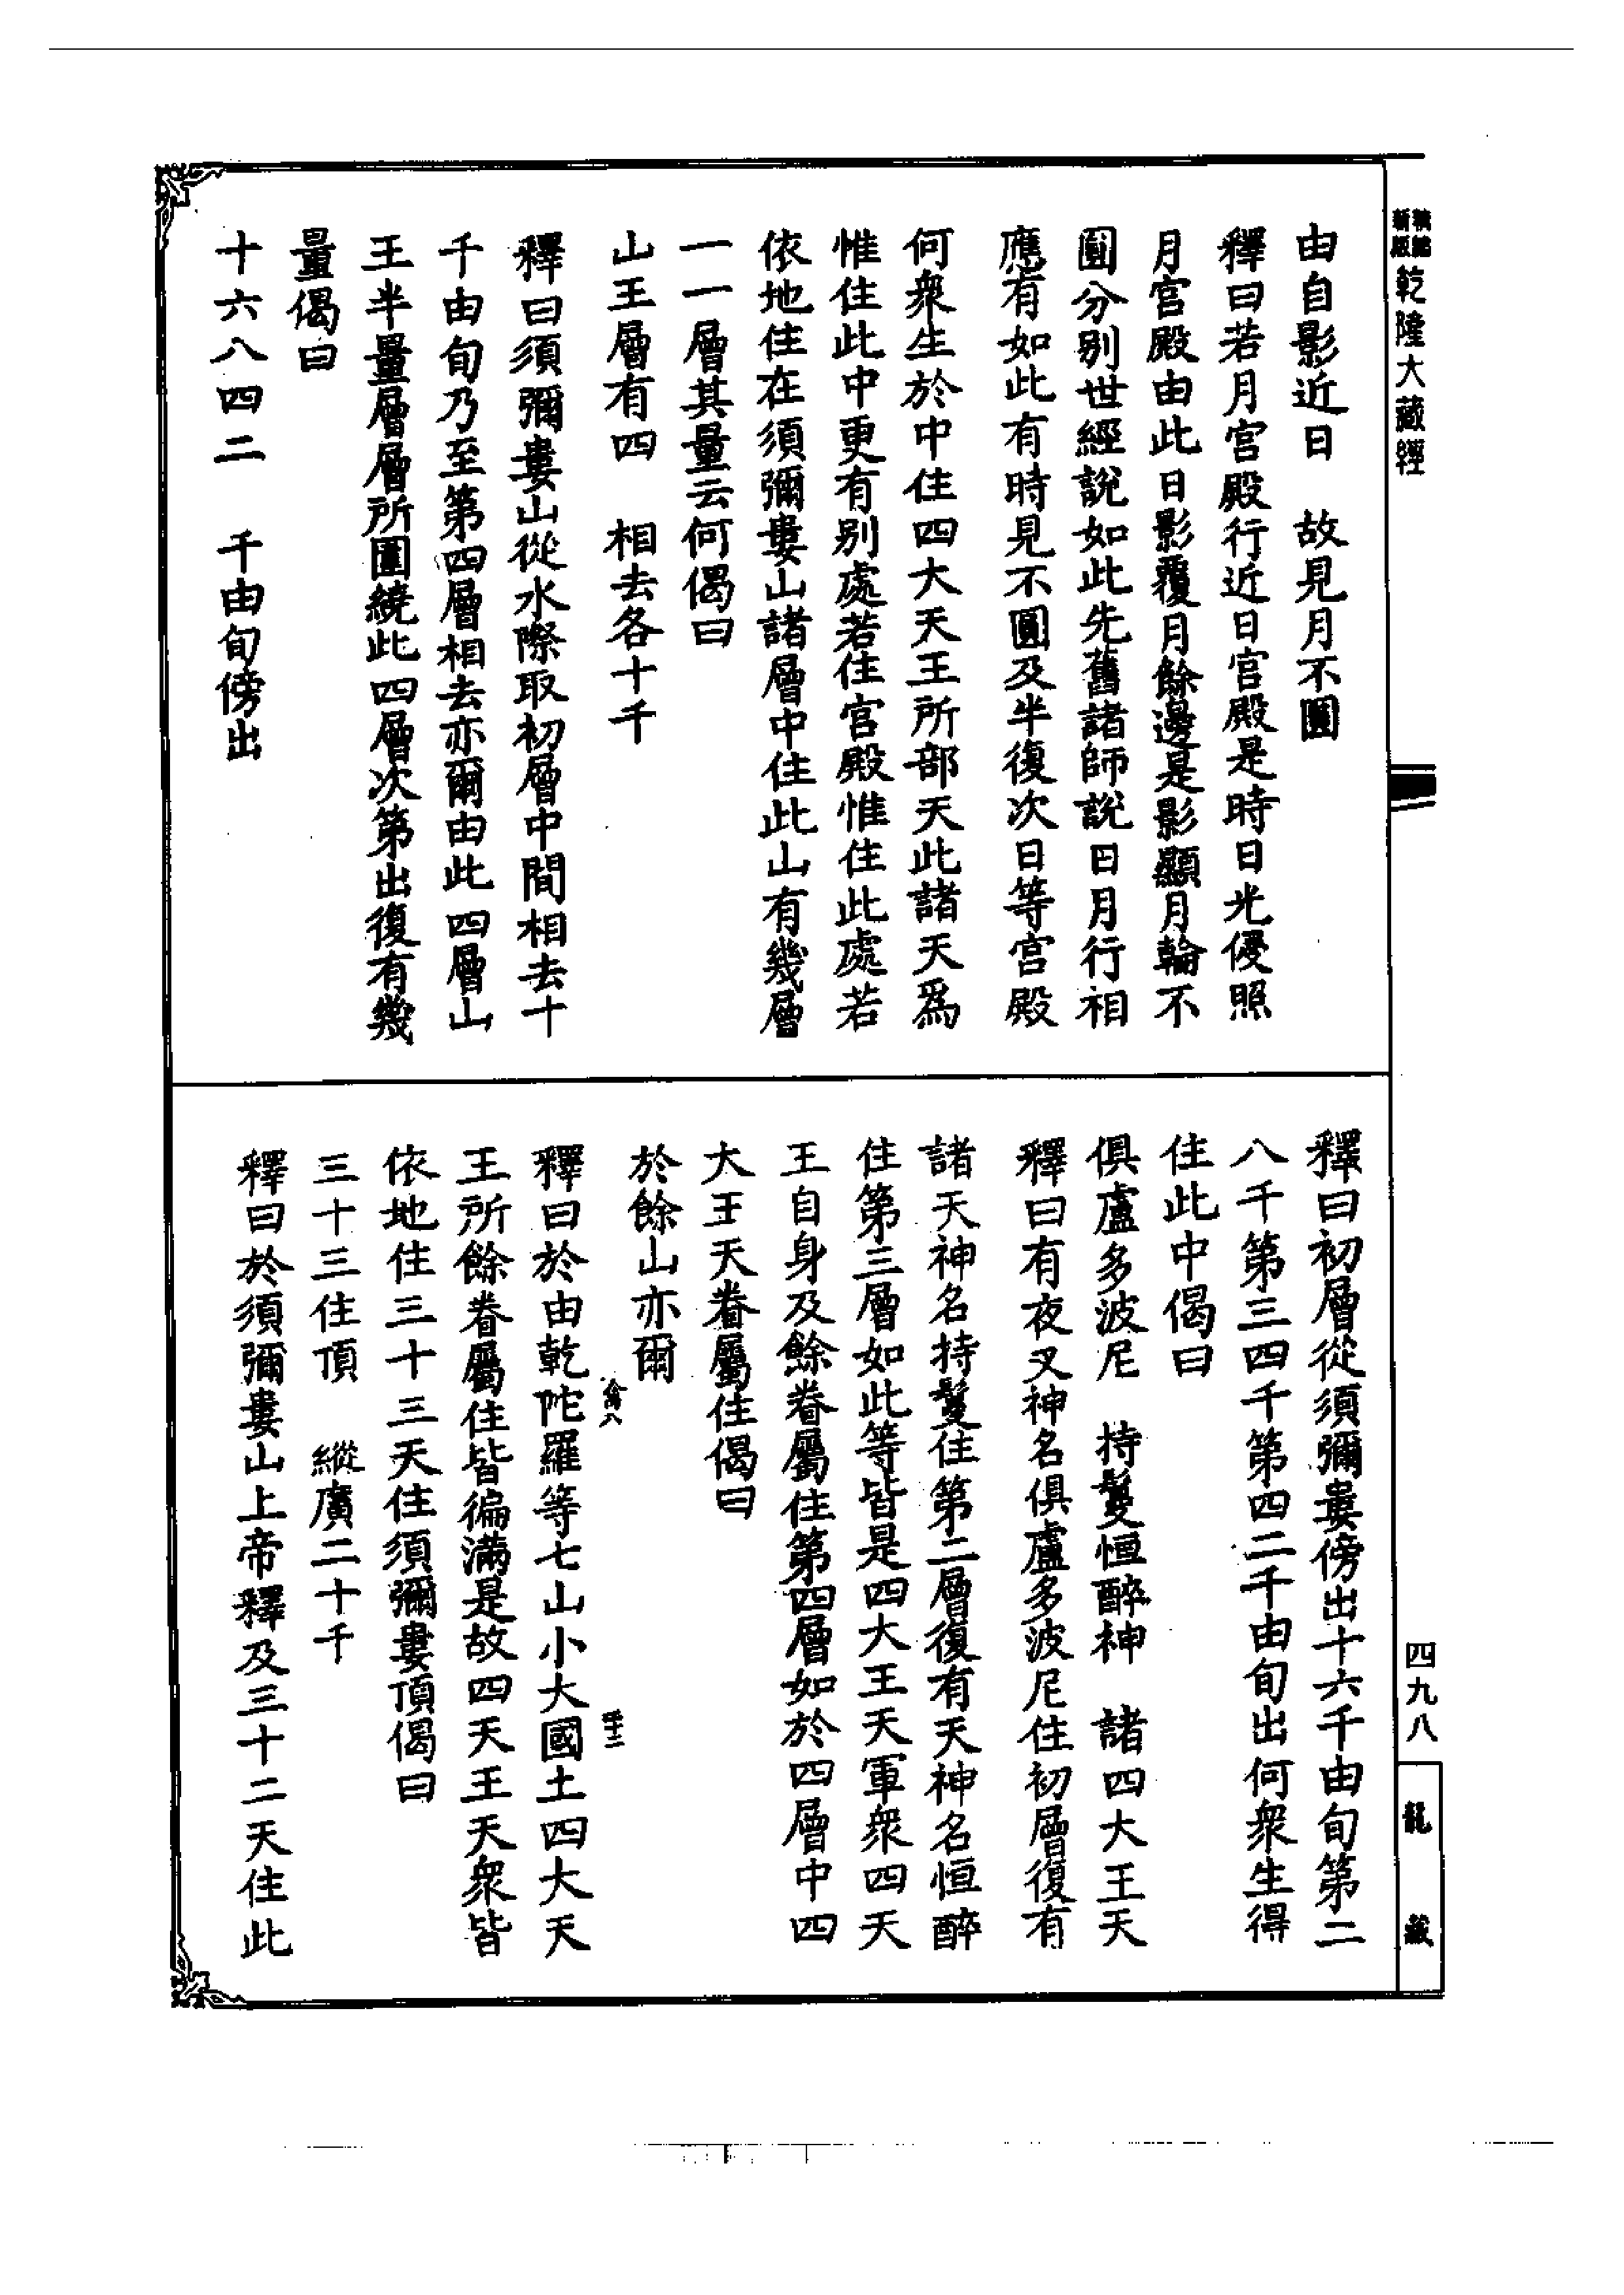 新編縮版乾隆大藏經
由自影近日　故見月不圓
釋曰若月宮殿行近日宮殿是時日光侵照
月宮殿由此日影覆月餘邊是影顯月輪不
圓分別世經說如此先舊諸師說日月行相
應有如此有時見不圓及半復次日等宮殿
何衆生於中住四大天王所部天此諸天爲
惟住此中更有別處若住宮殿惟住此處若
依地住在須彌婁山諸層中住此山有幾層
一一層其量云何偈曰
山王層有四　相去各十千
釋曰須彌婁山從水際取初層中間相去十
千由旬乃至第四層相去亦爾由此四層山
王半量層層所圍繞此四層次第出復有幾
量偈曰
十六八四二　千由旬傍出
釋曰初層從須彌婁傍出十六千由旬第二
八千第三四千第四二千由旬出何衆生得
住此中偈曰
俱盧多波尼　持鬘恒醉神　諸四大王天
釋曰有夜叉神名俱盧多波尼住初層復有
諸天神名持鬘住第二層復有天神名恒醉
住第三層如此等皆是四大王天軍衆四天
王自身及餘眷屬住第四層如於四層中四
大王天眷屬住偈曰
於餘山亦爾
釋曰於由乾陀羅等七山小大國土四大天
王所餘眷屬住皆徧滿是故四天王天衆皆
依地住三十三天住須彌婁頂偈曰
三十三住頂　縱廣二十千
釋曰於須彌婁山上帝釋及三十二天住此
四九八
龍藏